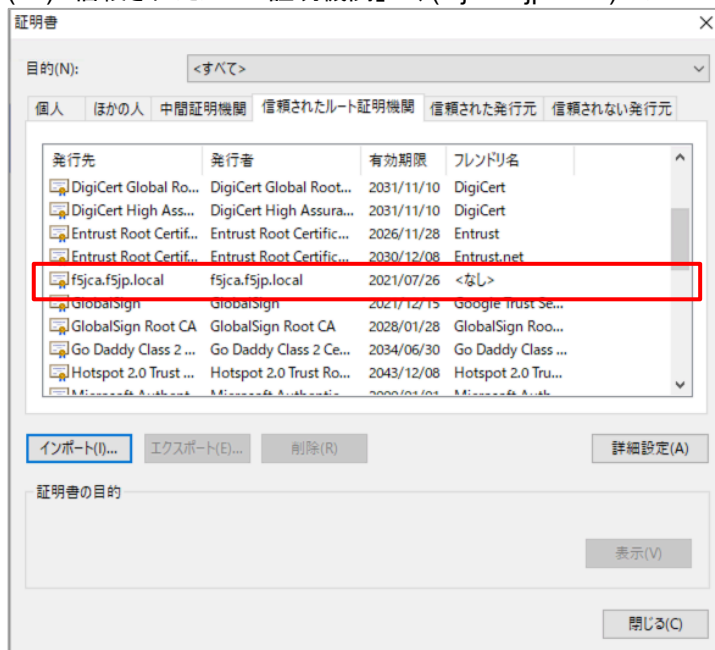 証明書
目的(N): <すべて>
個人 ほかの人 中間証明機関 信頼されたルート証明機関 信頼された発行元 信頼されない発行元
発行先 発行者 有効期限 フレンドリ名
DigiCert Global Ro... DigiCert Global Root... 2031/11/10 DigiCert
DigiCert High Ass... DigiCert High Assura... 2031/11/10 DigiCert
Entrust Root Certif... Entrust Root Certific... 2026/11/28 Entrust
Entrust Root Certif... Entrust Root Certific... 2030/12/08 Entrust.net
f5jca.f5jp.local f5jca.f5jp.local 2021/07/26 <なし>
GlobalSign GlobalSign 2021/12/15 Google Trust Se...
GlobalSign Root CA GlobalSign Root CA 2028/01/28 GlobalSign Roo...
Go Daddy Class 2 ... Go Daddy Class 2 Ce... 2034/06/30 Go Daddy Class ...
Hotspot 2.0 Trust ... Hotspot 2.0 Trust Ro... 2043/12/08 Hotspot 2.0 Tru...
インポート(I)... エクスポート(E)... 削除(R) 詳細設定(A)
証明書の目的
表示(V)
閉じる(C)